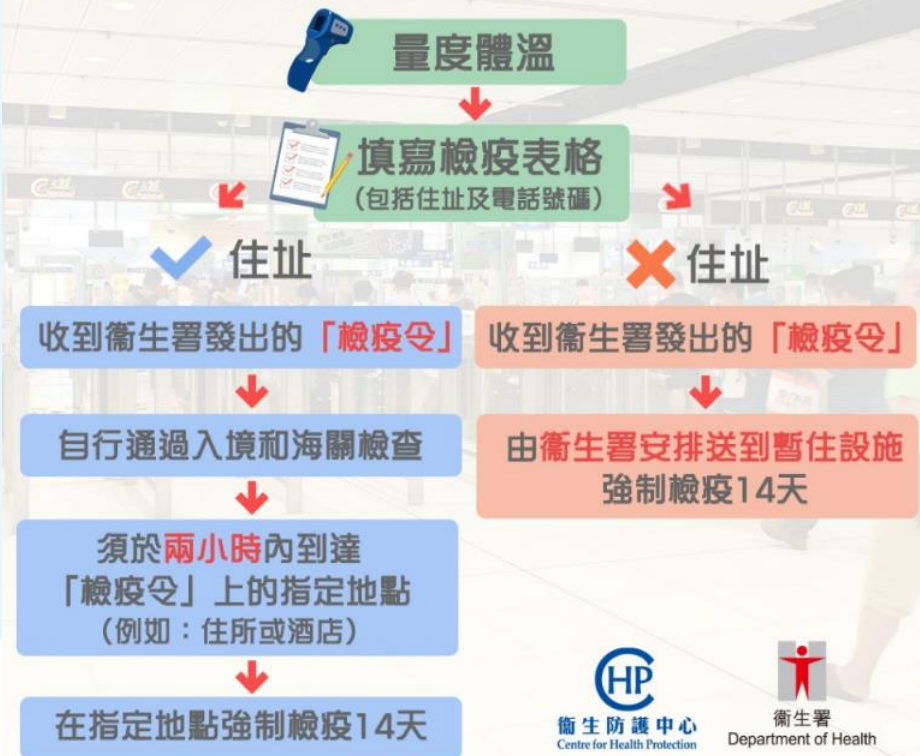 量度體溫
填寫檢疫表格
(包括住址及電話號碼)
住址
收到衞生署發出的「檢疫令」
自行通過入境和海關檢查
須於兩小時內到達
「檢疫令」上的指定地點
(例如：住所或酒店)
在指定地點強制檢疫14天
住址
收到衞生署發出的「檢疫令」
由衞生署安排送到暫住設施
強制檢疫14天
CHP
衞生防護中心
Centre for Health Protection
衞生署
Department of Health